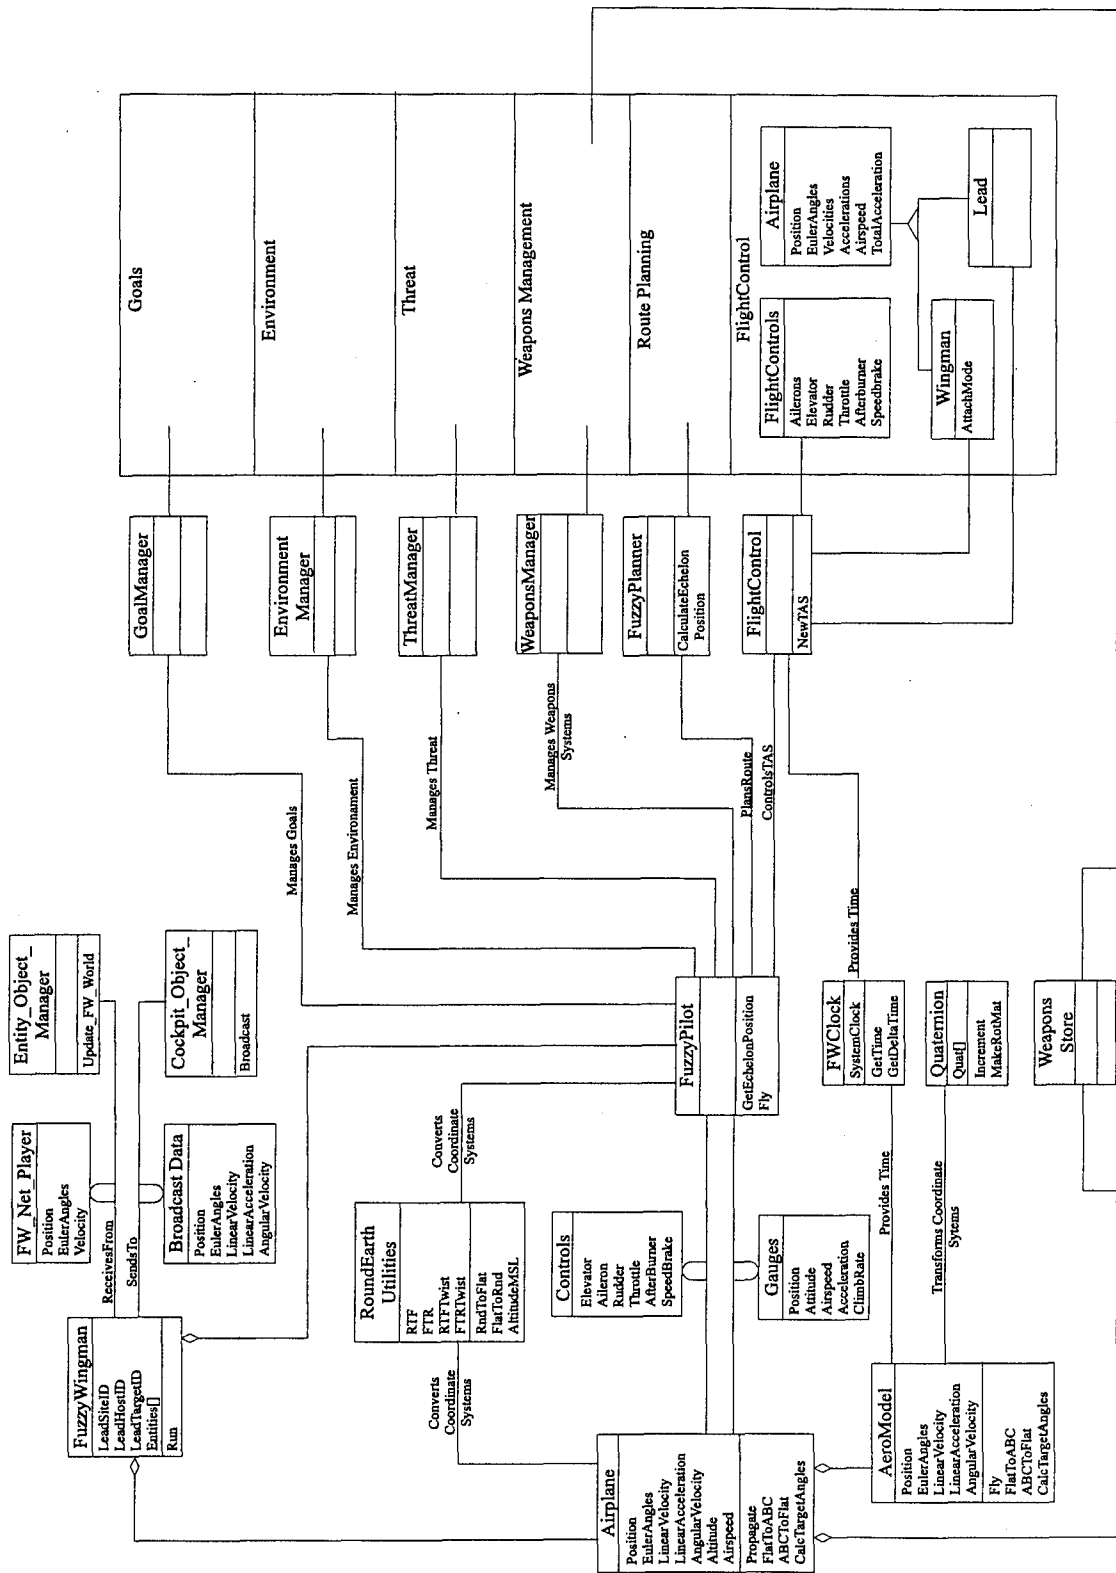 Entity_Object_
Manager
Update_FW_World
Cockpit_Object_
Manager
Broadcast
FW_Net_Player
Position
EulerAngles
Velocity
Broadcast Data
Position
EulerAngles
LinearVelocity
LinearAcceleration
AngularVelocity
ReceivesFrom
SendsTo
FuzzyWingman
LeadSiteID
LeadHostID
LeadTargetID
Entities[]
Run
GoalManager
Manages Goals
Environment
Manager
Manages Environament
ThreatManager
Manages Threat
WeaponsManager
Manages Weapons
Systems
FuzzyPlanner
CalculateEchelon
Position
PlansRoute
FlightControl
NewTAS
ControlsTAS
Goals
Environment
Threat
Weapons Management
Route Planning
FlightControl
FlightControls
Ailerons
Elevator
Rudder
Throttle
Afterburner
Speedbrake
Airplane
Position
EulerAngles
Velocities
Accelerations
Airspeed
TotalAcceleration
Wingman
AttachMode
Lead
RoundEarth
Utilities
RTF
FTR
RTFTwist
FTRTwist
RndToFlat
FlatToRnd
AltitudeMSL
Converts
Coordinate
Systems
Converts
Coordinate
Systems
FuzzyPilot
GetEchelonPosition
Fly
Controls
Elevator
Aileron
Rudder
Throttle
AfterBurner
SpeedBrake
Gauges
Position
Attitude
Airspeed
Acceleration
ClimbRate
Airplane
Position
EulerAngles
LinearVelocity
LinearAcceleration
AngularVelocity
Altitude
Airspeed
Propagate
FlatToABC
ABCToFlat
CalcTargetAngles
FWClock
SystemClock
GetTime
GetDeltaTime
Provides Time
Provides Time
Quaternion
Quat[]
Increment
MakeRotMat
Transforms Coordinate
Sytems
AeroModel
Position
EulerAngles
LinearVelocity
LinearAcceleration
AngularVelocity
Fly
FlatToABC
ABCToFlat
CalcTargetAngles
Weapons
Store